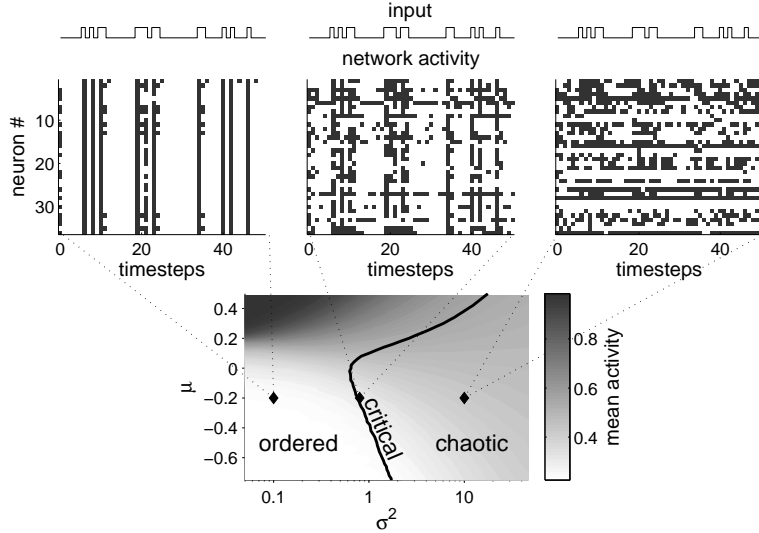 input
network activity
neuron #
10
20
30
0 20 40
timesteps
0 20 40
timesteps
0 20 40
timesteps
μ
0.4
0.2
0
−0.2
−0.4
−0.6
ordered
critical
chaotic
0.1 1 10
σ²
0.8
0.6
0.4
mean activity